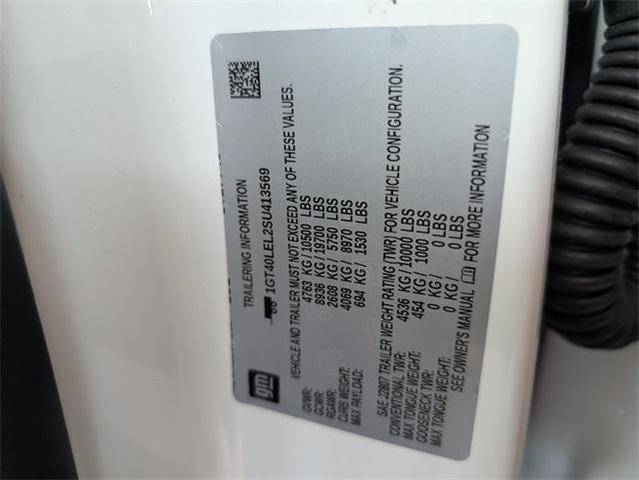 gm
TRAILERING INFORMATION
1GT40LEL2SU413569
VEHICLE AND TRAILER MUST NOT EXCEED ANY OF THESE VALUES.
GVWR: 4763 KG/ 10500 LBS
GCWR: 8936 KG/ 19700 LBS
RGAWR: 2608 KG/ 5750 LBS
CURB WEIGHT: 4069 KG/ 8970 LBS
MAX PAYLOAD: 694 KG/ 1530 LBS
SAE J2807 TRAILER WEIGHT RATING (TWR) FOR VEHICLE CONFIGURATION.
CONVENTIONAL TWR: 4536 KG/ 10000 LBS
MAX TONGUE WEIGHT: 454 KG/ 1000 LBS
GOOSENECK TWR: 0 KG/ 0 LBS
MAX TONGUE WEIGHT: 0 KG/ 0 LBS
SEE OWNER'S MANUAL FOR MORE INFORMATION